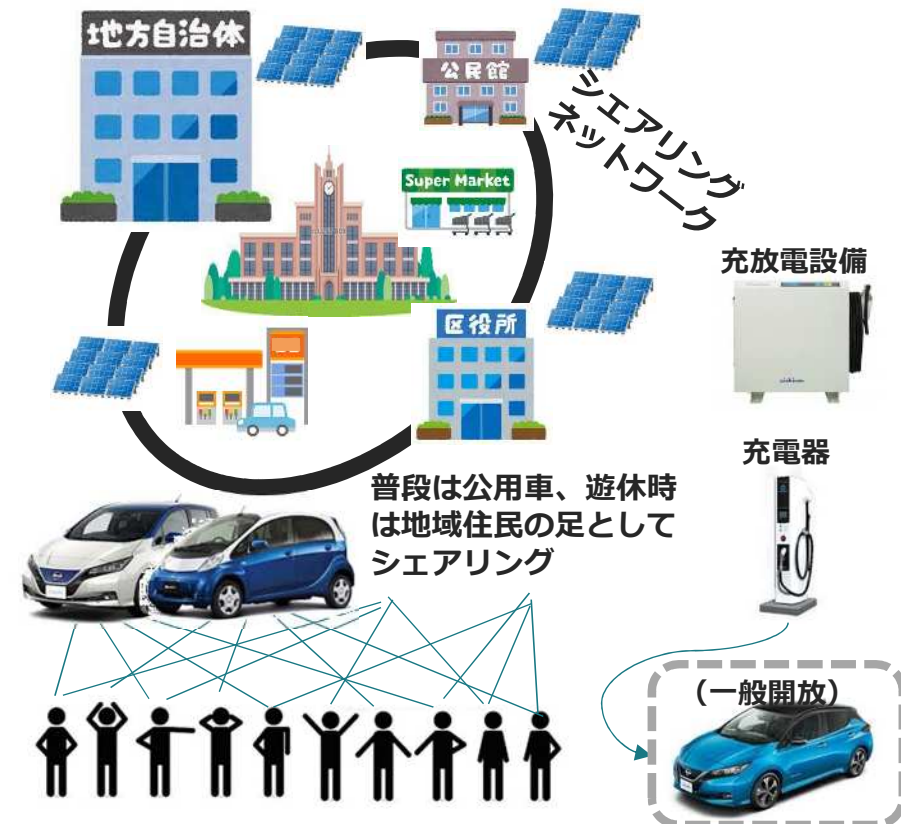 地方自治体
公民館
シェアリング
ネットワーク
Super Market
充放電設備
区役所
充電器
普段は公用車、遊休時
は地域住民の足として
シェアリング
（一般開放）